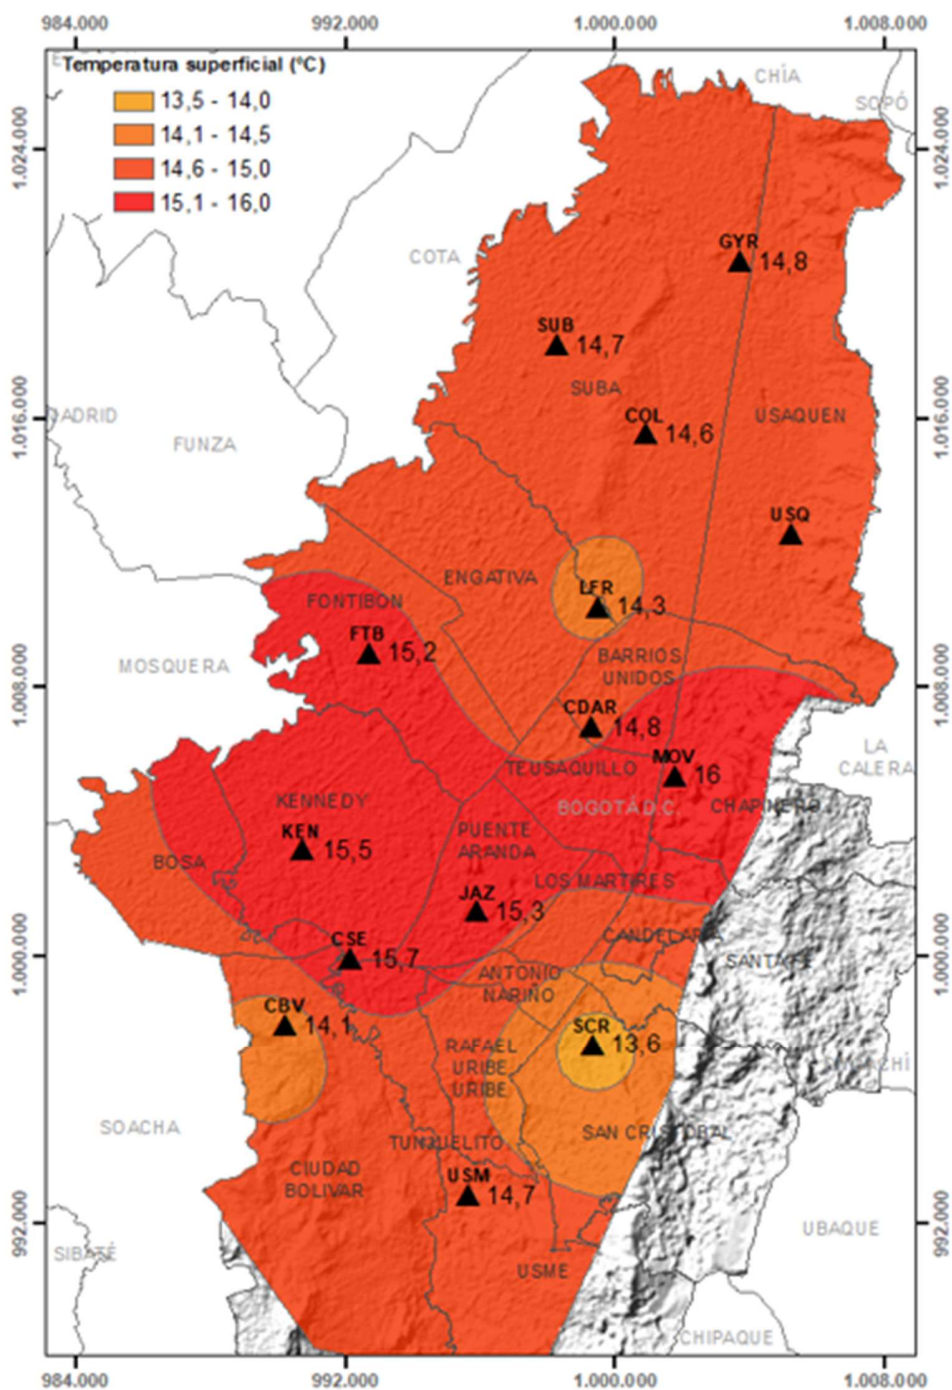 984.000 992.000 1.000.000 1.008.000
Temperatura superficial (ºC)
13,5 - 14,0
14,1 - 14,5
14,6 - 15,0
15,1 - 16,0
CHÍA
SOPÓ
1.024.000 1.024.000
COTA
GYR
14,8
SUB
14,7
SUBA
COL
14,6
USAQUEN
1.016.000 1.016.000
FUNZA
USQ
ENGATIVA
LFR
14,3
FONTIBON
FTB
15,2
BARRIOS
UNIDOS
MOSQUERA
1.008.000 1.008.000
CDAR
14,8
TEUSAQUILLO
MOV
16
LA
CALERA
KENNEDY
BOGOTÁ D.C.
CHAPINERO
PUENTE
ARANDA
KEN
15,5
BOSA
LOS MARTIRES
JAZ
15,3
CANDELARIA
CSE
15,7
SANTA FE
1.000.000 1.000.000
ANTONIO
NARIÑO
CBV
14,1
SCR
13,6
RAFAEL
URIBE
URIBE
SOACHA
TUNJUELITO
SAN CRISTOBAL
CIUDAD
BOLIVAR
USM
14,7
992.000 992.000
UBAQUE
SIBATÉ
USME
CHIPAQUE
984.000 992.000 1.000.000 1.008.000